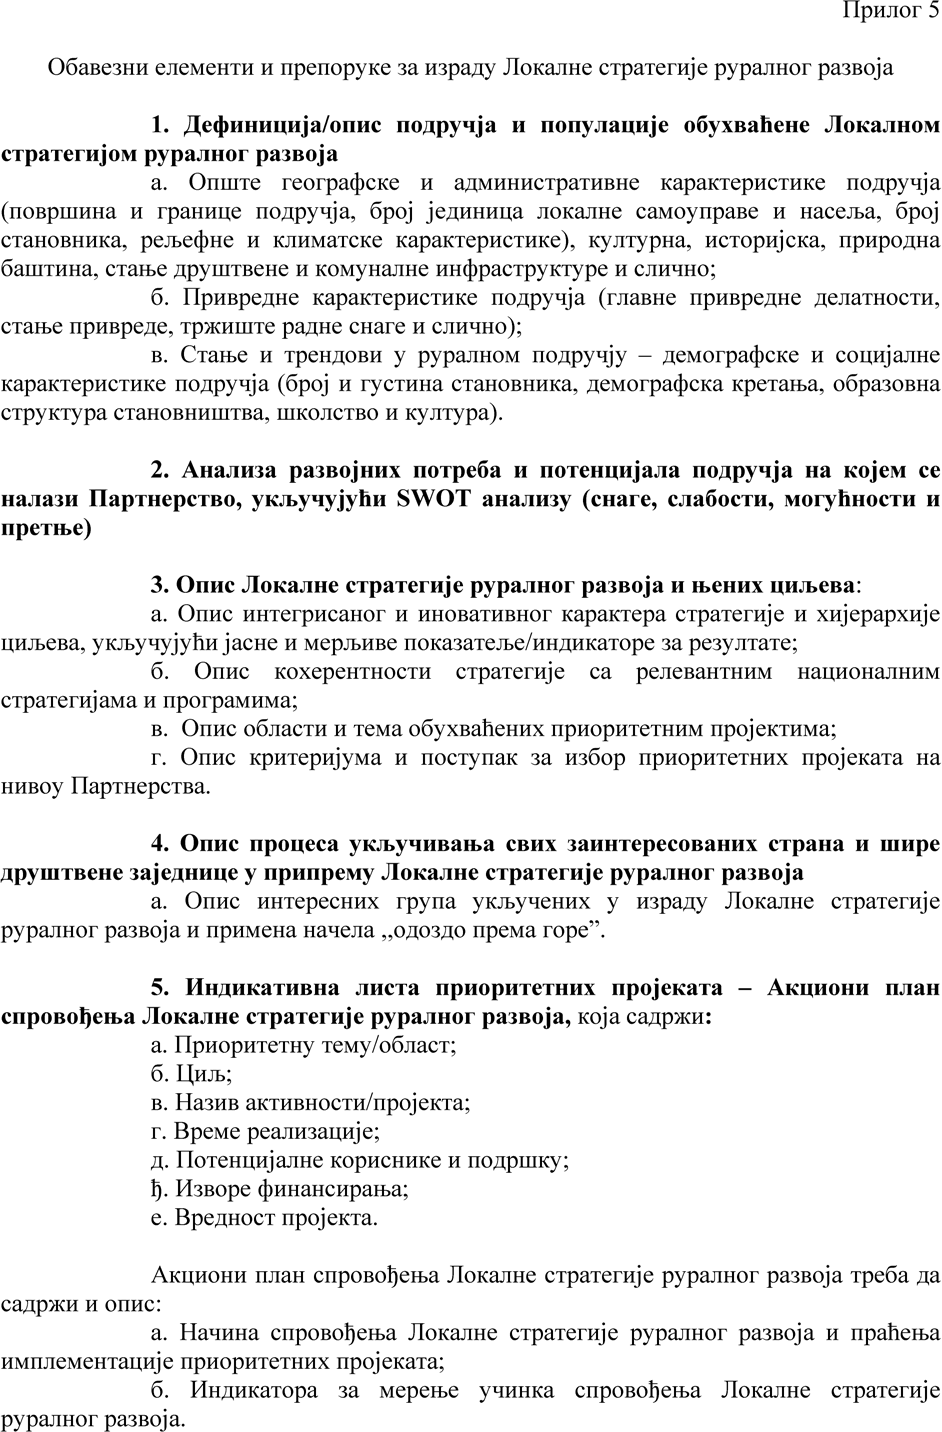 Прилог 5
Обавезни елементи и препоруке за израду Локалне стратегије руралног развоја
1. Дефиниција/опис подручја и популације обухваћене Локалном
стратегијом руралног развоја
а. Опште географске и административне карактеристике подручја
(површина и границе подручја, број јединица локалне самоуправе и насеља, број
становника, рељефне и климатске карактеристике), културна, историјска, природна
баштина, стање друштвене и комуналне инфраструктуре и слично;
б. Привредне карактеристике подручја (главне привредне делатности,
стање привреде, тржиште радне снаге и слично);
в. Стање и трендови у руралном подручју – демографске и социјалне
карактеристике подручја (број и густина становника, демографска кретања, образовна
структура становништва, школство и култура).
2. Анализа развојних потреба и потенцијала подручја на којем се
налази Партнерство, укључујући SWOT анализу (снаге, слабости, могућности и
претње)
3. Опис Локалне стратегије руралног развоја и њених циљева:
а. Опис интегрисаног и иновативног карактера стратегије и хијерархије
циљева, укључујући јасне и мерљиве показатеље/индикаторе за резултате;
б. Опис кохерентности стратегије са релевантним националним
стратегијама и програмима;
в. Опис области и тема обухваћених приоритетним пројектима;
г. Опис критеријума и поступак за избор приоритетних пројеката на
нивоу Партнерства.
4. Опис процеса укључивања свих заинтересованих страна и шире
друштвене заједнице у припрему Локалне стратегије руралног развоја
а. Опис интересних група укључених у израду Локалне стратегије
руралног развоја и примена начела ,,одоздо према горе”.
5. Индикативна листа приоритетних пројеката – Акциони план
спровођења Локалне стратегије руралног развоја, која садржи:
а. Приоритетну тему/област;
б. Циљ;
в. Назив активности/пројекта;
г. Време реализације;
д. Потенцијалне кориснике и подршку;
ђ. Изворе финансирања;
е. Вредност пројекта.
Акциони план спровођења Локалне стратегије руралног развоја треба да
садржи и опис:
а. Начина спровођења Локалне стратегије руралног развоја и праћења
имплементације приоритетних пројеката;
б. Индикатора за мерење учинка спровођења Локалне стратегије
руралног развоја.